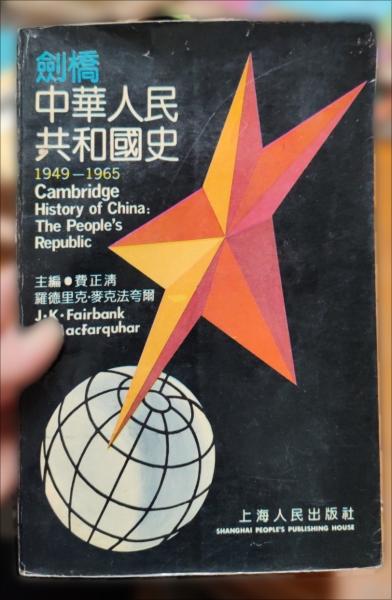 劍橋
中華人民
共和國史
1949–1965
Cambridge
History of China:
The People's
Republic
主編●費正清
羅德里克·麥克法夸爾
J·K·Fairbank
Macfarquhar
上海人民出版社
SHANGHAI PEOPLE'S PUBLISHING HOUSE